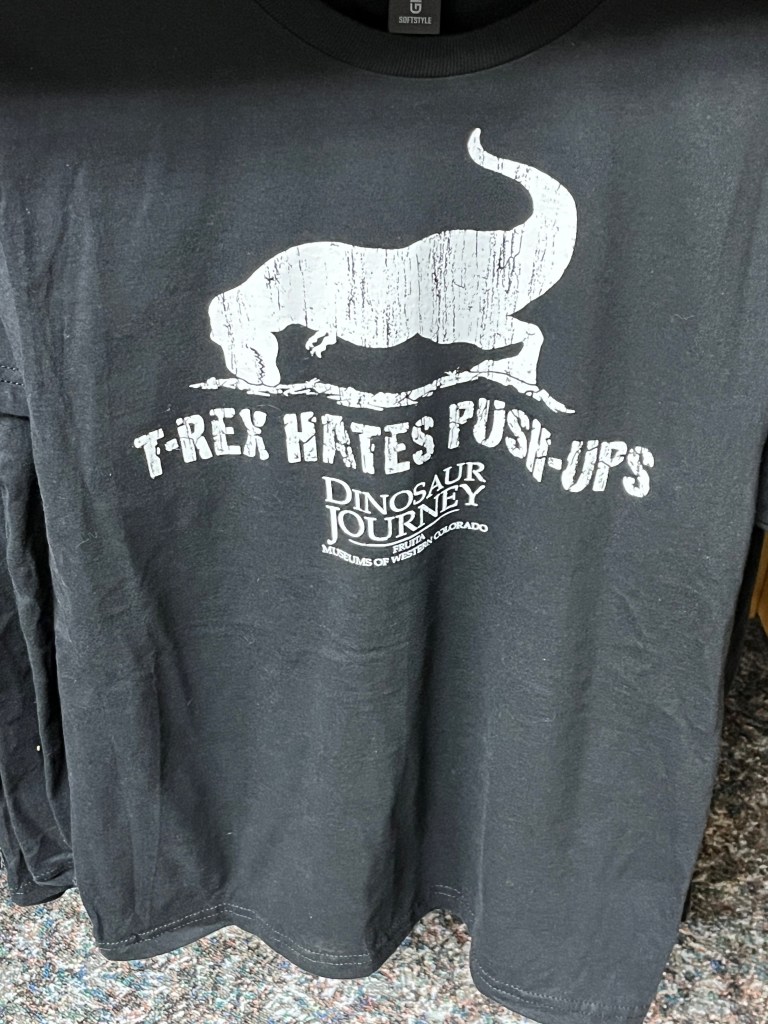 G
SOFTSTYLE
T-REX HATES PUSH-UPS
DINOSAUR
JOURNEY
FRUITA
MUSEUMS OF WESTERN COLORADO